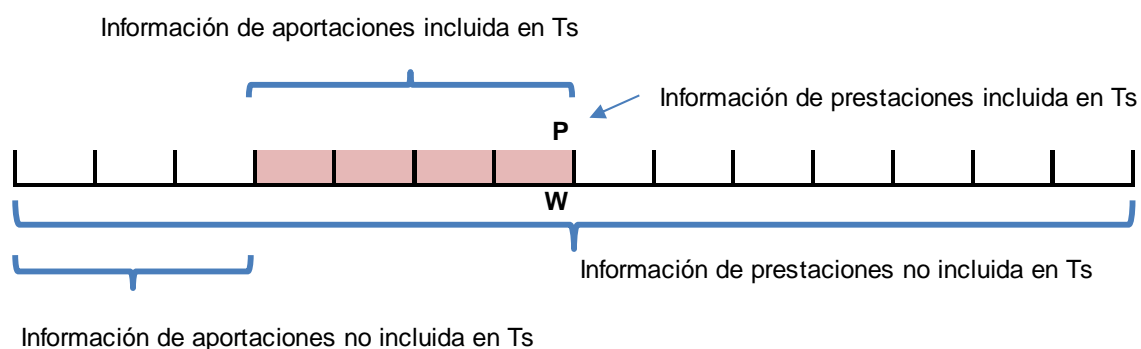 Información de aportaciones incluida en Ts
Información de prestaciones incluida en Ts
P
W
Información de prestaciones no incluida en Ts
Información de aportaciones no incluida en Ts